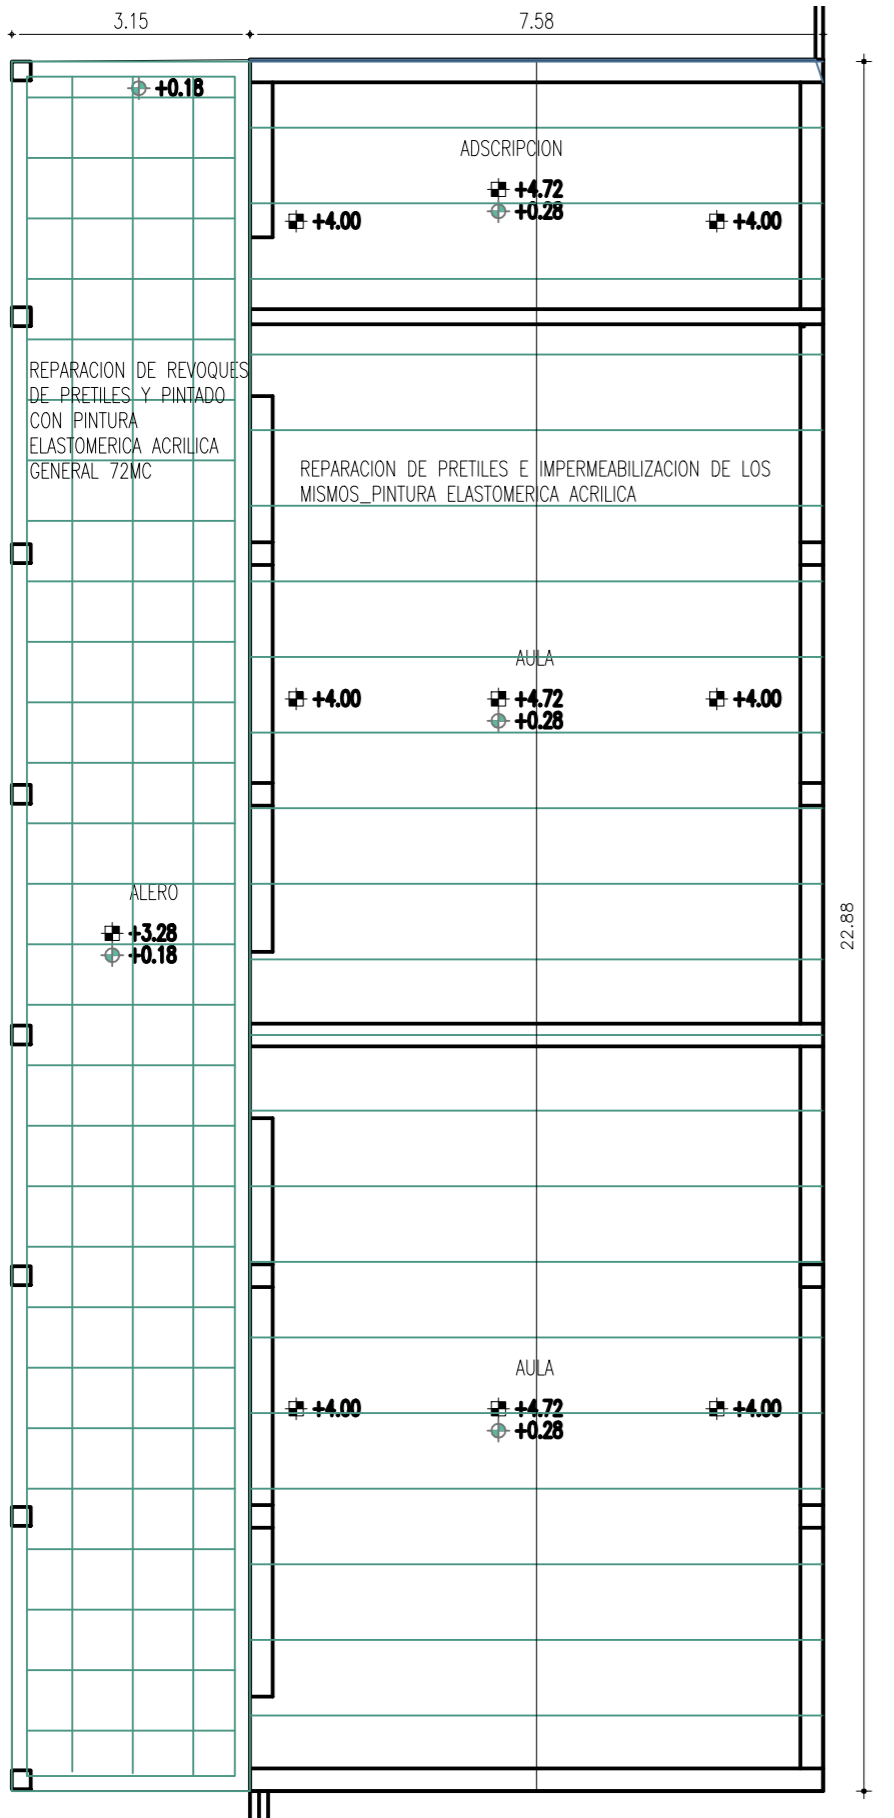 3.15
7.58
+0.18
ADSCRIPCION
+4.72
+0.28
+4.00
+4.00
REPARACION DE REVOQUES
DE PRETILES Y PINTADO
CON PINTURA
ELASTOMERICA ACRILICA
GENERAL 72MC
REPARACION DE PRETILES E IMPERMEABILIZACION DE LOS
MISMOS_PINTURA ELASTOMERICA ACRILICA
AULA
+4.00
+4.72
+4.00
+0.28
ALERO
+3.28
+0.18
22.88
AULA
+4.00
+4.72
+4.00
+0.28